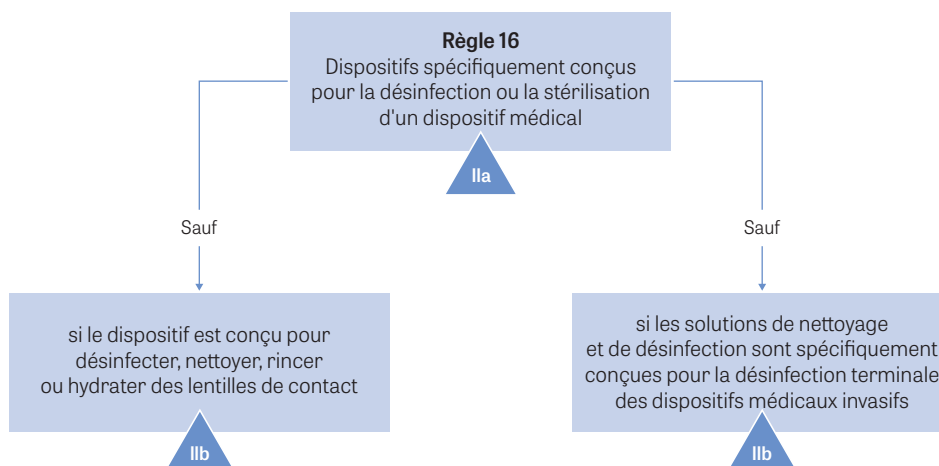 Règle 16
Dispositifs spécifiquement conçus
pour la désinfection ou la stérilisation
d'un dispositif médical
IIa
Sauf
Sauf
si le dispositif est conçu pour
désinfecter, nettoyer, rincer
ou hydrater des lentilles de contact
IIb
si les solutions de nettoyage
et de désinfection sont spécifiquement
conçues pour la désinfection terminale
des dispositifs médicaux invasifs
IIb